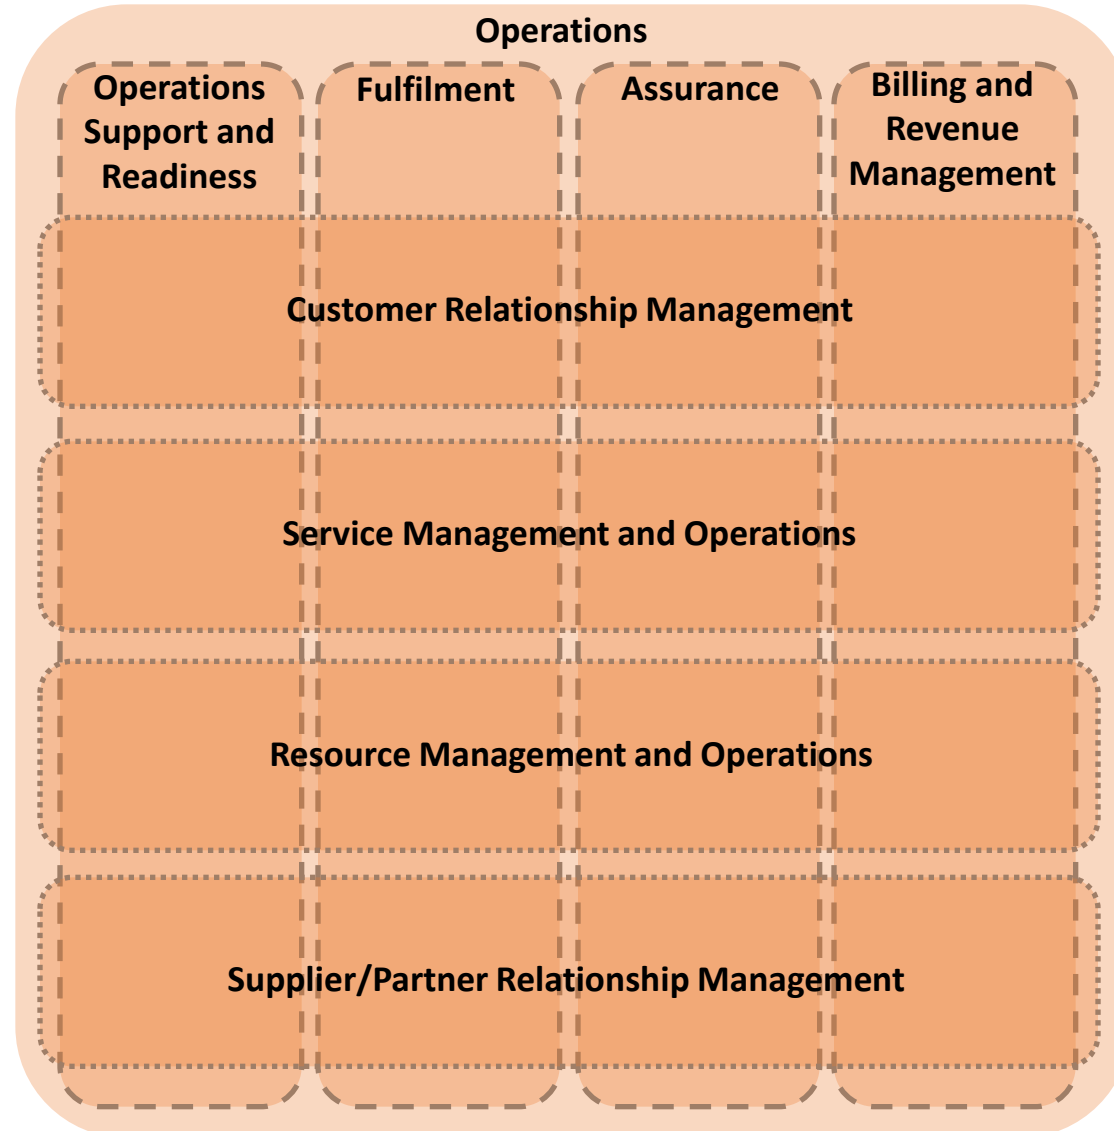 Operations
Operations
Support and
Readiness
Fulfilment
Assurance
Billing and
Revenue
Management
Customer Relationship Management
Service Management and Operations
Resource Management and Operations
Supplier/Partner Relationship Management